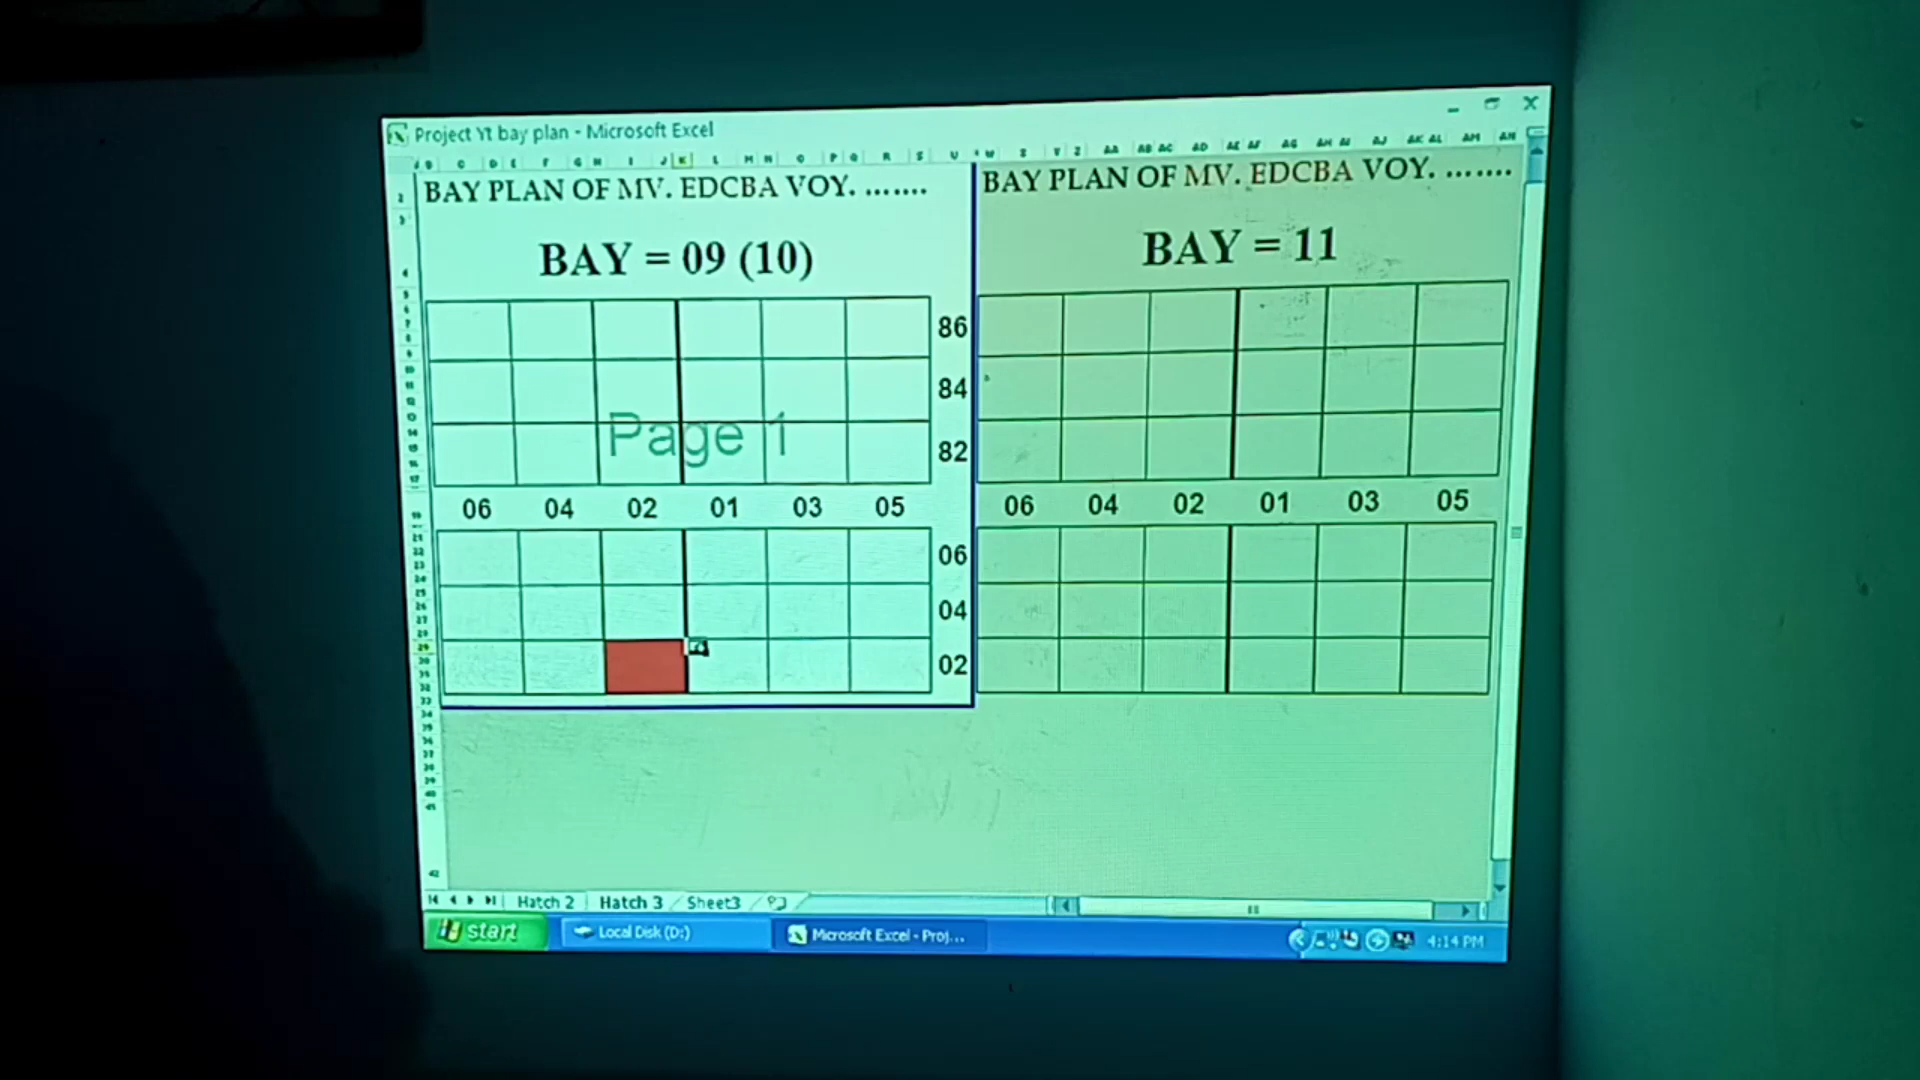 Project Yt bay plan - Microsoft Excel
BAY PLAN OF MV. EDCBA VOY. .......
BAY PLAN OF MV. EDCBA VOY. .......
BAY = 09 (10)
BAY = 11
86
84
Page 1
82
06 04 02 01 03 05
06 04 02 01 03 05
06
04
02
Hatch 2 Hatch 3 Sheet3
start Local Disk (D:) Microsoft Excel - Proj... 4:14 PM